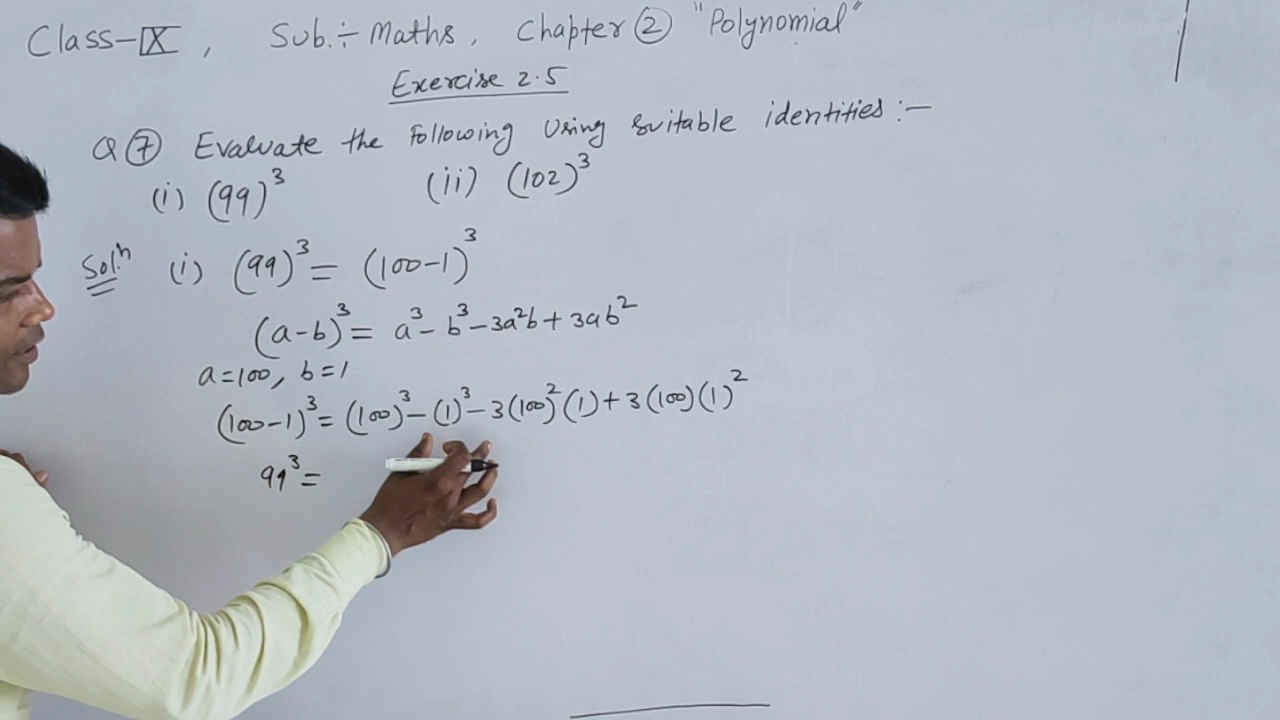 Class-IX, Sub.÷Maths, Chapter ② "Polynomial"
Exercise 2.5
Q ⑦ Evaluate the following Using suitable identities :-
(i) (99)³ (ii) (102)³
Solⁿ (i) (99)³ = (100-1)³
(a-b)³ = a³ - b³ - 3a²b + 3ab²
a=100, b=1
(100-1)³ = (100)³ - (1)³ - 3(100)²(1) + 3(100)(1)²
99³ =